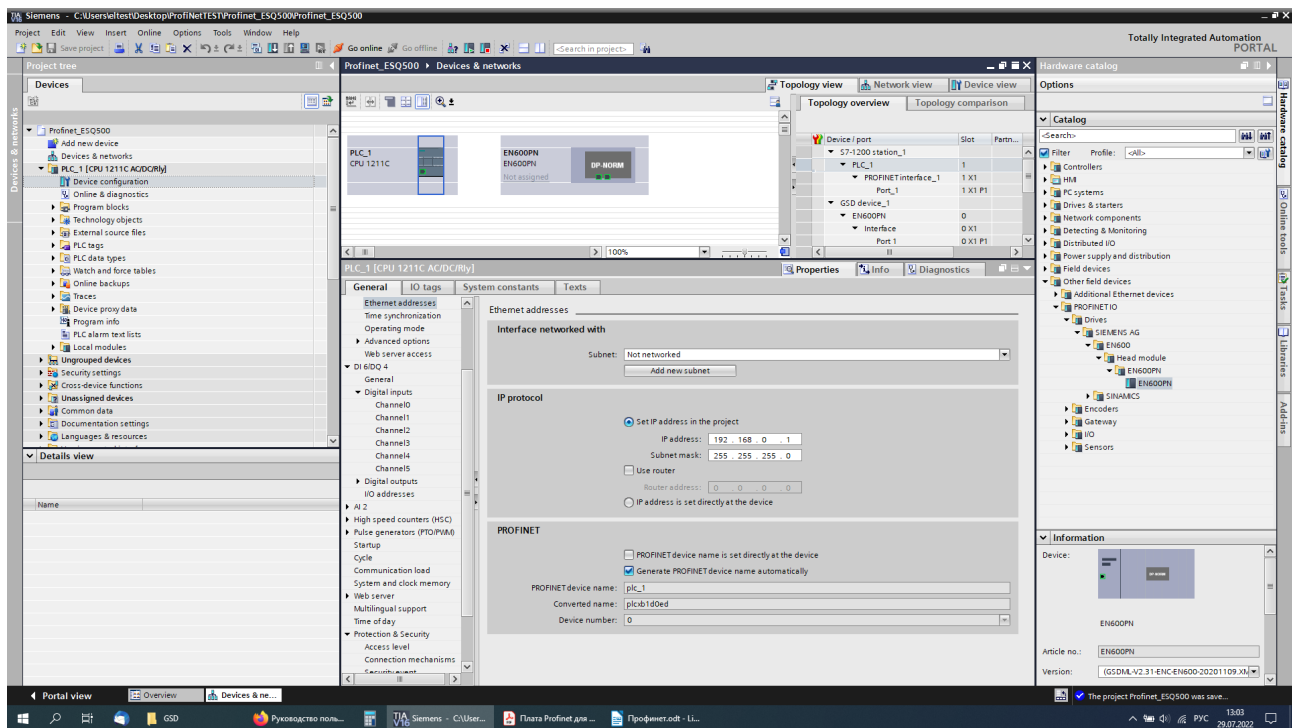 Siemens - C:\Users\eltest\Desktop\ProfiNetTEST\Profinet_ESQ500\Profinet_ESQ500
Project Edit View Insert Online Options Tools Window Help
Totally Integrated Automation
PORTAL
Save project
Go online
Go offline
<Search in project>
Project tree
Devices
Devices & networks
Profinet_ESQ500
Add new device
Devices & networks
PLC_1 [CPU 1211C AC/DC/Rly]
Device configuration
Online & diagnostics
Program blocks
Technology objects
External source files
PLC tags
PLC data types
Watch and force tables
Online backups
Traces
Device proxy data
Program info
PLC alarm text lists
Local modules
Ungrouped devices
Security settings
Cross-device functions
Unassigned devices
Common data
Documentation settings
Languages & resources
Details view
Name
Profinet_ESQ500 Devices & networks
Topology view Network view Device view
PLC_1
CPU 1211C
EN600PN
EN600PN
Not assigned
DP-NORM
100%
Topology overview Topology comparison
Device / port Slot Partn...
S7-1200 station_1
PLC_1 1
PROFINET interface_1 1 X1
Port_1 1 X1 P1
GSD device_1
EN600PN 0
Interface 0 X1
Port 1 0 X1 P1
PLC_1 [CPU 1211C AC/DC/Rly]
Properties Info Diagnostics
General IO tags System constants Texts
Ethernet addresses
Time synchronization
Operating mode
Advanced options
Web server access
DI 6/DQ 4
General
Digital inputs
Channel0
Channel1
Channel2
Channel3
Channel4
Channel5
Digital outputs
I/O addresses
AI 2
High speed counters (HSC)
Pulse generators (PTO/PWM)
Startup
Cycle
Communication load
System and clock memory
Web server
Multilingual support
Time of day
Protection & Security
Access level
Connection mechanisms
Security event
Ethernet addresses
Interface networked with
Subnet: Not networked
Add new subnet
IP protocol
Set IP address in the project
IP address: 192 . 168 . 0 . 1
Subnet mask: 255 . 255 . 255 . 0
Use router
Router address: 0 . 0 . 0 . 0
IP address is set directly at the device
PROFINET
PROFINET device name is set directly at the device
Generate PROFINET device name automatically
PROFINET device name: plc_1
Converted name: plcxb1d0ed
Device number: 0
Hardware catalog
Options
Catalog
<Search>
Filter Profile: <All>
Controllers
HMI
PC systems
Drives & starters
Network components
Detecting & Monitoring
Distributed I/O
Power supply and distribution
Field devices
Other field devices
Additional Ethernet devices
PROFINET IO
Drives
SIEMENS AG
EN600
Head module
EN600PN
EN600PN
SINAMICS
Encoders
Gateway
I/O
Sensors
Information
Device:
DP-NORM
EN600PN
Article no.: EN600PN
Version: (GSDML-V2.31-ENC-EN600-20201109.XM
Hardware catalog
Online tools
Tasks
Libraries
Add-ins
Portal view Overview Devices & ne...
The project Profinet_ESQ500 was save...
GSD
Руководство поль...
Siemens - C:\User...
Плата Profinet для ...
Профинет.odt - Li...
РУС
13:03
29.07.2022